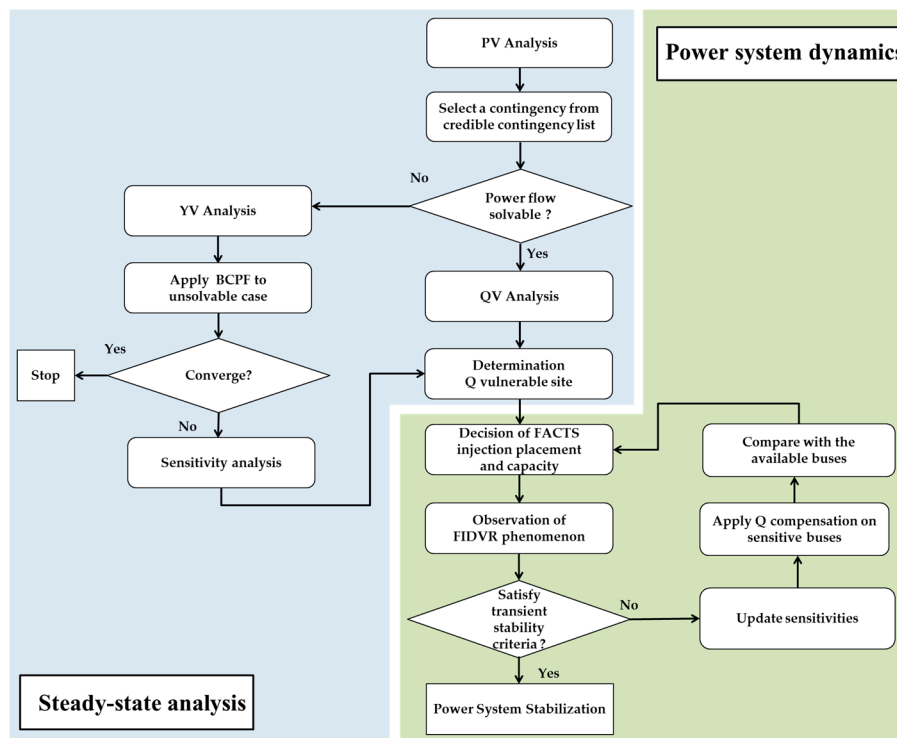 PV Analysis
Power system dynamics
Select a contingency from
credible contingency list
No
Power flow
solvable ?
YV Analysis
Yes
Apply BCPF to
unsolvable case
QV Analysis
Yes
Stop
Converge?
Determination
Q vulnerable site
No
Sensitivity analysis
Decision of FACTS
injection placement
and capacity
Compare with the
available buses
Observation of
FIDVR phenomenon
Apply Q compensation on
sensitive buses
Satisfy
transient
stability
criteria ?
No
Update sensitivities
Yes
Steady-state analysis
Power System Stabilization